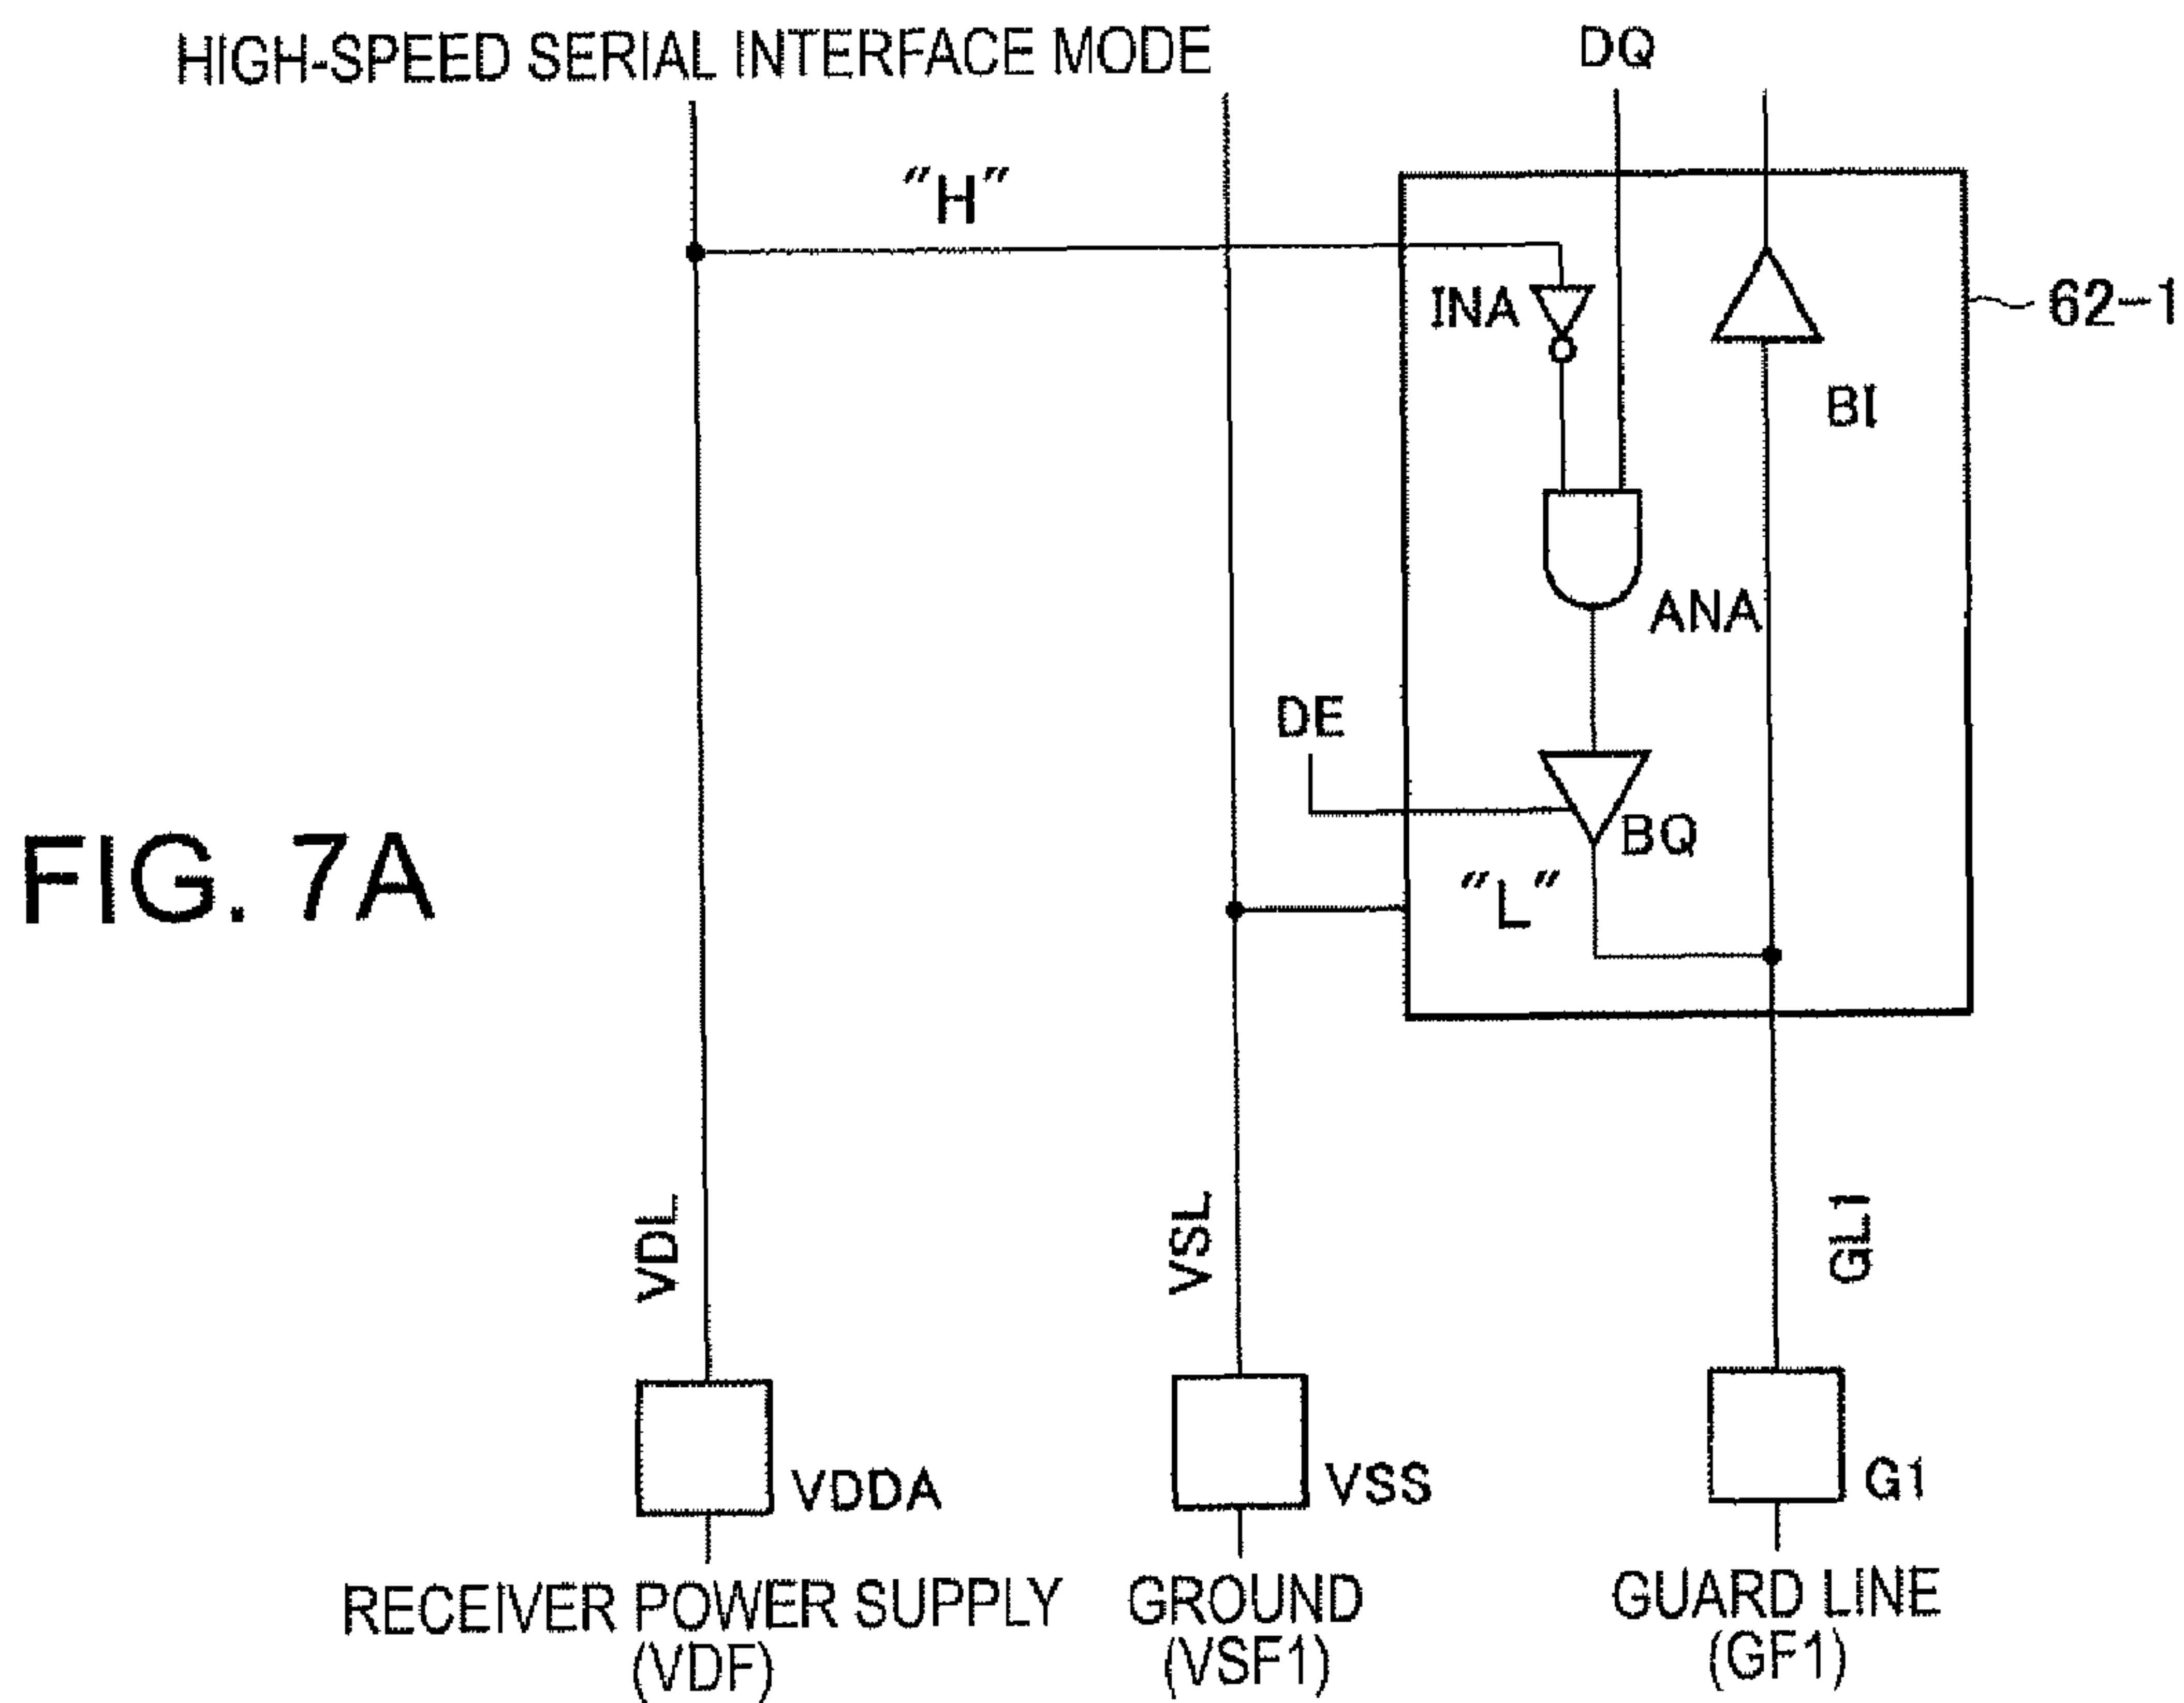 HIGH-SPEED SERIAL INTERFACE MODE
DQ
"H"
INA
62-1
BI
ANA
DE
BQ
FIG. 7A
"L"
VDL
VSL
GL1
VDDA
VSS
G1
RECEIVER POWER SUPPLY
(VDF)
GROUND
(VSF1)
GUARD LINE
(GF1)